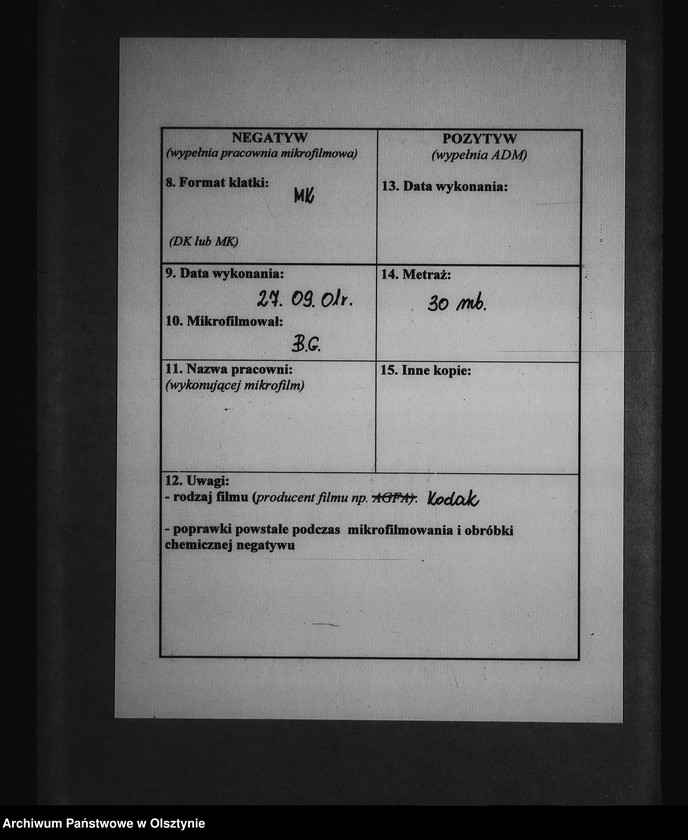 NEGATYW
(wypełnia pracownia mikrofilmowa)
8. Format klatki:
MK
(DK lub MK)
POZYTYW
(wypełnia ADM)
13. Data wykonania:
9. Data wykonania:
27. 09. 01r.
10. Mikrofilmował:
B.G.
14. Metraż:
30 mb.
11. Nazwa pracowni:
(wykonującej mikrofilm)
15. Inne kopie:
12. Uwagi:
- rodzaj filmu (producent filmu np. AGFA). Kodak
- poprawki powstałe podczas mikrofilmowania i obróbki
chemicznej negatywu
Archiwum Państwowe w Olsztynie